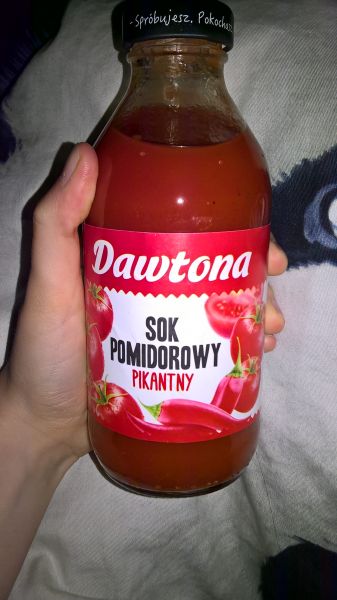 -Spróbujesz, Pokochasz
Dawtona
SOK
POMIDOROWY
PIKANTNY